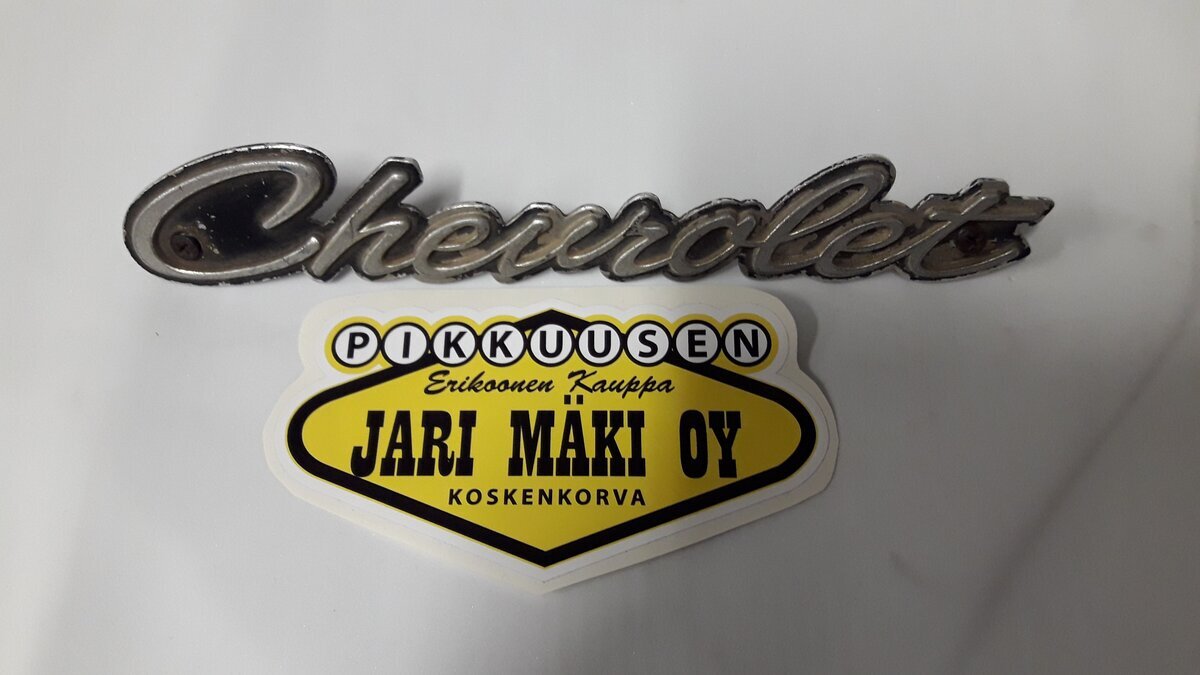 Chevrolet
PIKKUUSEN
Erikoonen Kauppa
JARI MÄKI OY
KOSKENKORVA